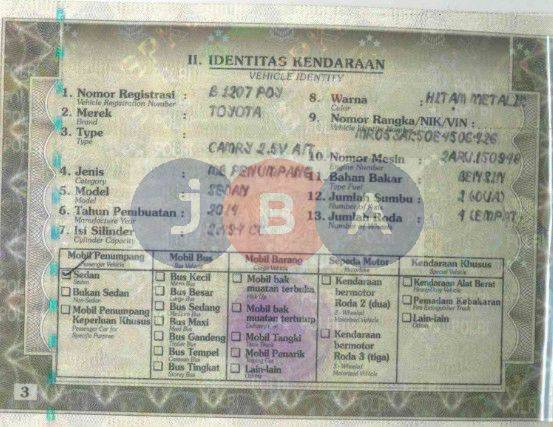 II. IDENTITAS KENDARAAN
VEHICLE IDENTITY
1. Nomor Registrasi : B 1207 POY
Vehicle Registration Number
2. Merek : TOYOTA
Brand
3. Type :
Type
CAMRY 2.5V A/T
4. Jenis : MB PENUMPANG
Category
5. Model : SEDAN
Model
6. Tahun Pembuatan : 2014
Manufacture Year
7. Isi Silinder : CC
Cylinder Capacity
8. Warna : HITAM METALIK
Color
9. Nomor Rangka/NIK/VIN :
10. Nomor Mesin :
Engine Number
11. Bahan Bakar : BENSIN
Type Fuel
12. Jumlah Sumbu : 2 (DUA)
13. Jumlah Roda : 4 (EMPAT)
jba
Mobil Penumpang
Passenger Vehicle
Sedan
Sedan
Bukan Sedan
Non-Sedan
Mobil Penumpang
Keperluan Khusus
Passenger Car for
Specific Purpose
Mobil Bus
Bus Kecil
Bus Besar
Bus Sedang
Bus Maxi
Bus Gandeng
Bus Tempel
Bus Tingkat
Mobil Barang
Mobil bak
muatan terbuka
Mobil bak
muatan tertutup
Mobil Tangki
Mobil Penarik
Lain-lain
Sepeda Motor
Kendaraan
bermotor
Roda 2 (dua)
Kendaraan
bermotor
Roda 3 (tiga)
Kendaraan Khusus
Kendaraan Alat Berat
Pemadam Kebakaran
Lain-lain
3